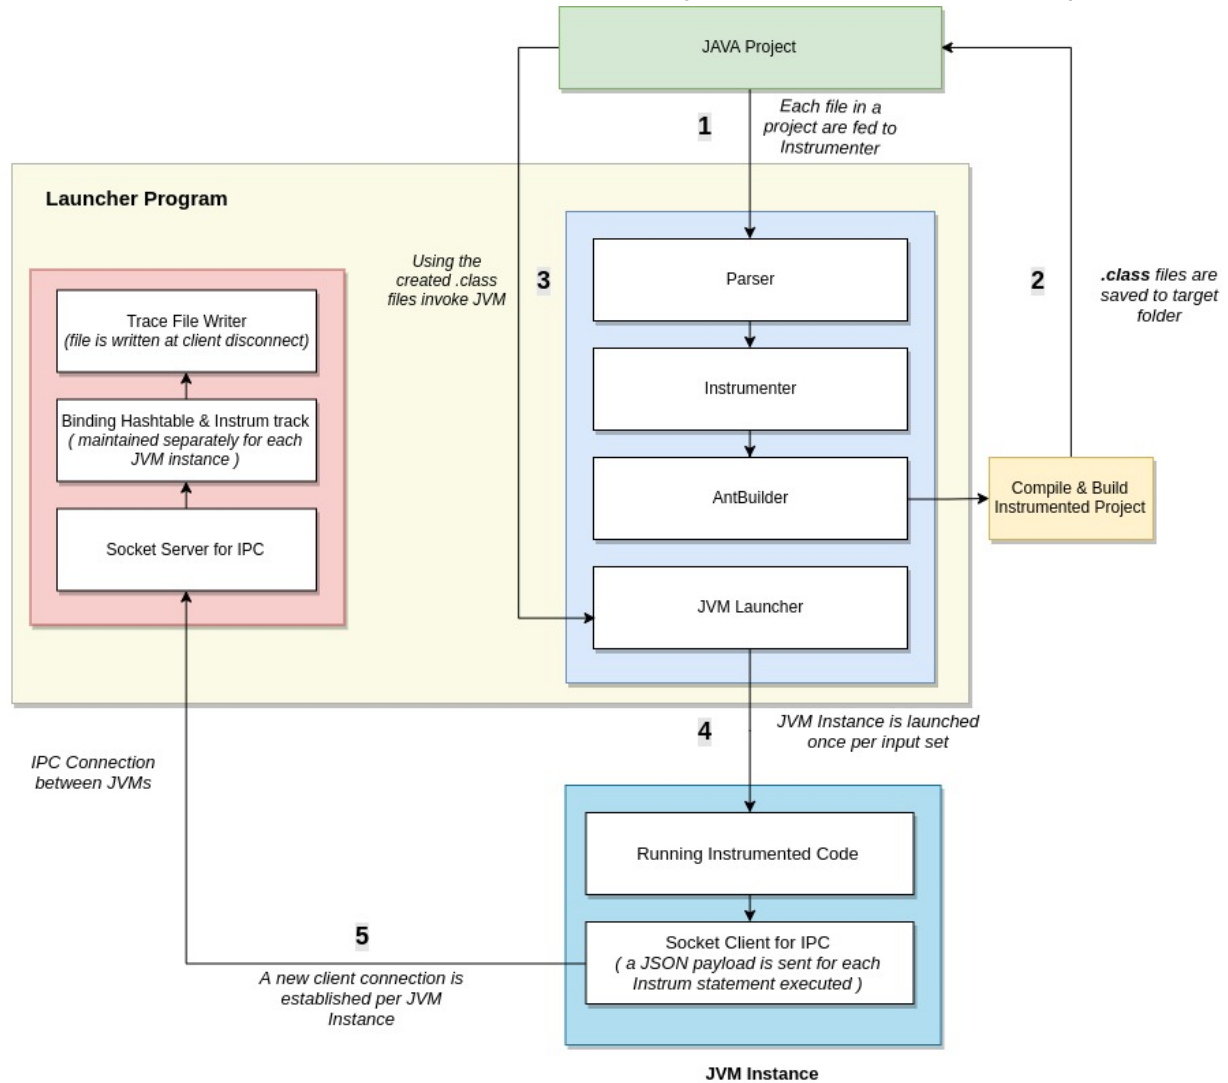 JAVA Project
1
Each file in a
project are fed to
Instrumenter
Launcher Program
Using the
created .class
files invoke JVM
3
2
.class files are
saved to target
folder
Parser
Instrumenter
AntBuilder
JVM Launcher
Compile & Build
Instrumented Project
Trace File Writer
(file is written at client disconnect)
Binding Hashtable & Instrum track
( maintained separately for each
JVM instance )
Socket Server for IPC
4
JVM Instance is launched
once per input set
IPC Connection
between JVMs
Running Instrumented Code
Socket Client for IPC
( a JSON payload is sent for each
Instrum statement executed )
5
A new client connection is
established per JVM
Instance
JVM Instance